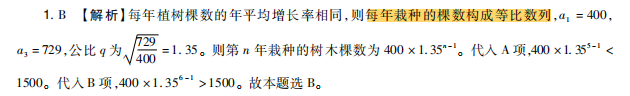 1. B 【解析】每年植树棵数的年平均增长率相同,则每年栽种的棵数构成等比数列,a₁ = 400,
a₃ = 729,公比 q 为√(729/400) = 1.35。则第 n 年栽种的树木棵数为 400 × 1.35ⁿ⁻¹。代入 A 项,400 × 1.35⁵⁻¹ <
1500。代入 B 项,400 × 1.35⁶⁻¹ > 1500。故本题选 B。